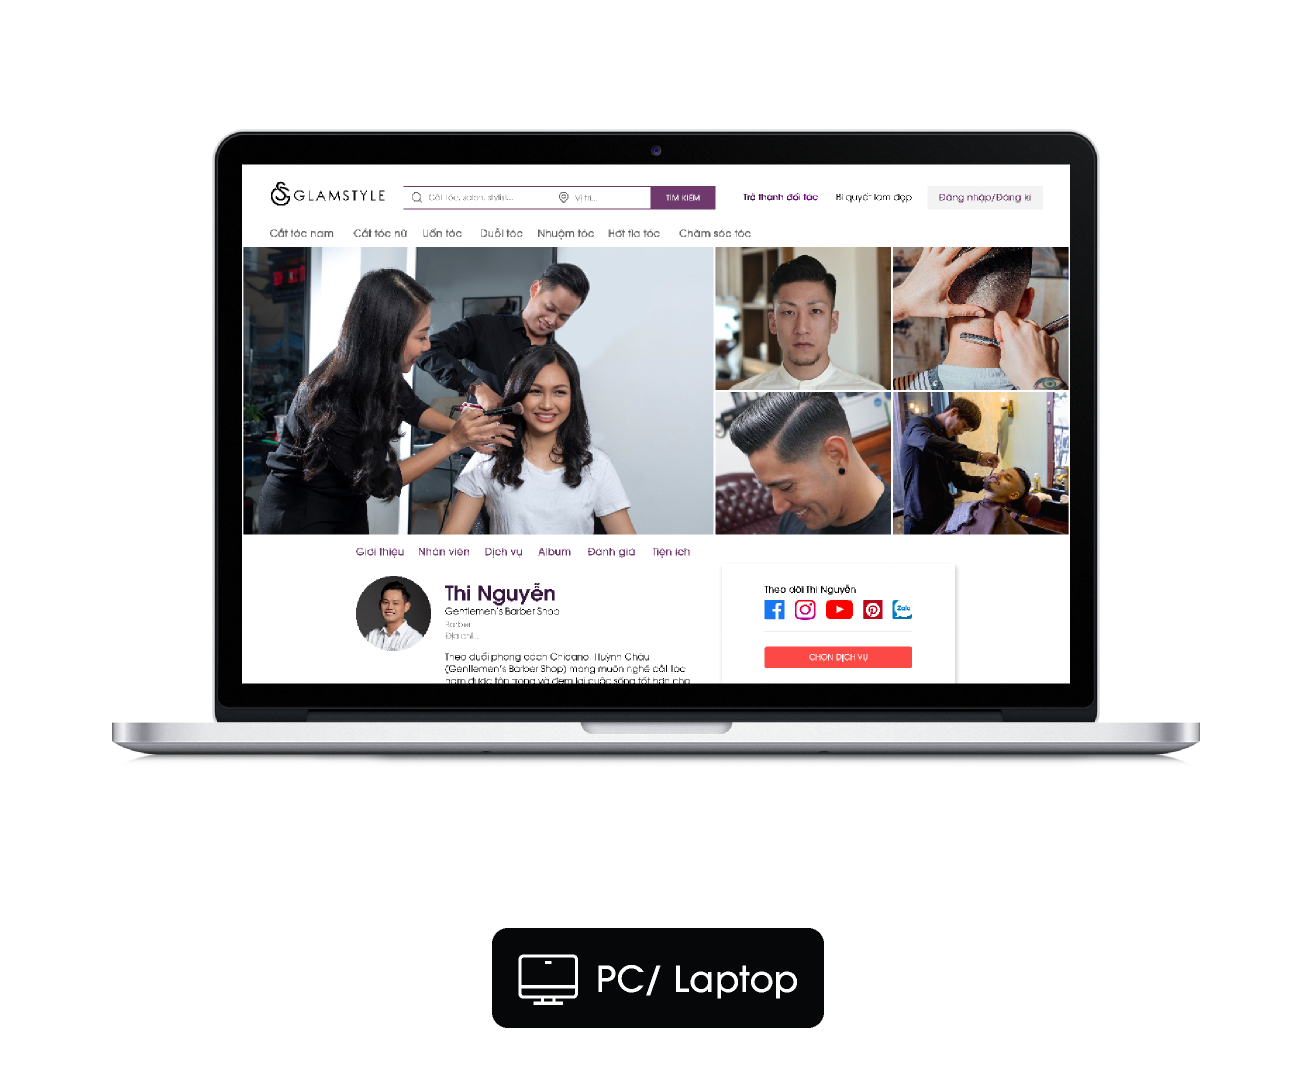 GLAMSTYLE
Cắt tóc, salon, stylist... Vị trí... TÌM KIẾM
Trở thành đối tác Bí quyết làm đẹp Đăng nhập/Đăng kí
Cắt tóc nam Cắt tóc nữ Uốn tóc Duỗi tóc Nhuộm tóc Hớt tỉa tóc Chăm sóc tóc
Giới thiệu Nhân viên Dịch vụ Album Đánh giá Tiện ích
Thi Nguyễn
Gentlemen's Barber Shop
Barber
Địa chỉ...
Theo đuổi phong cách Chicano, Huỳnh Châu
(Gentlemen's Barber Shop) mong muốn nghề cắt tóc
nam được tôn trọng và đem lại cuộc sống tốt hơn cho
Theo dõi Thi Nguyễn
Zalo
CHỌN DỊCH VỤ
PC/ Laptop